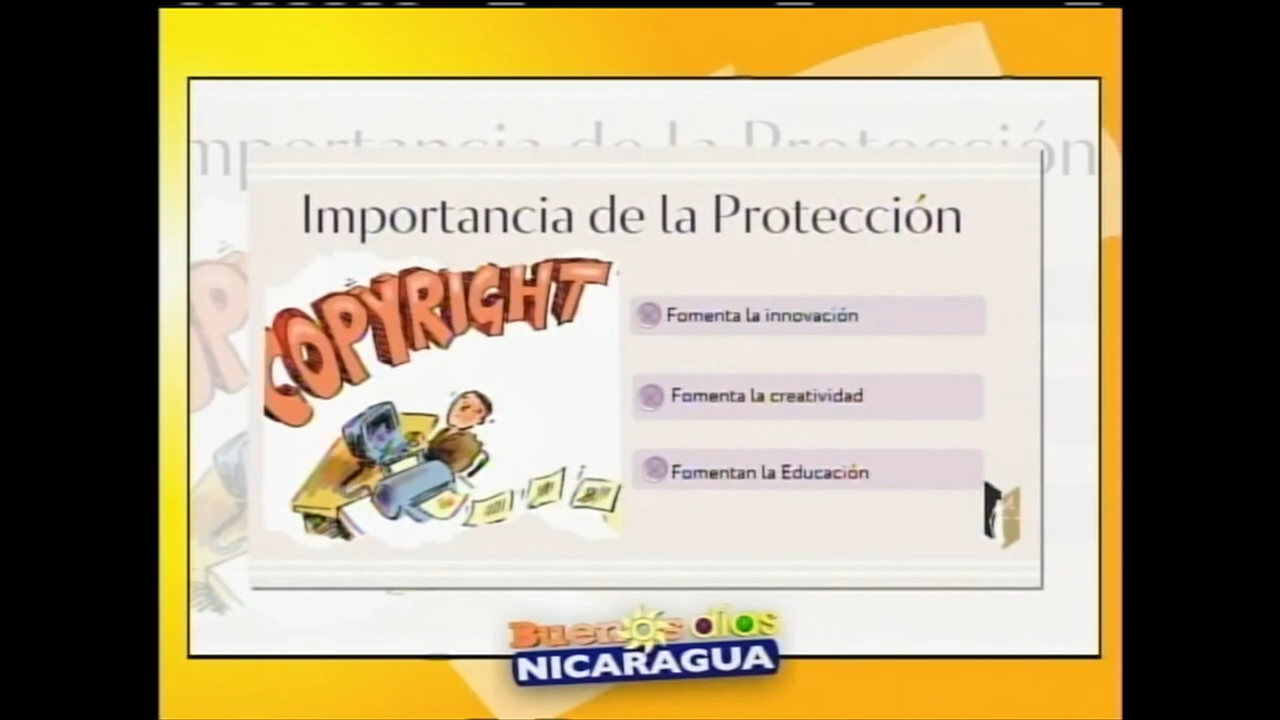 Importancia de la Protección
COPYRIGHT
Fomenta la innovación
Fomenta la creatividad
Fomentan la Educación
Buenos días
NICARAGUA